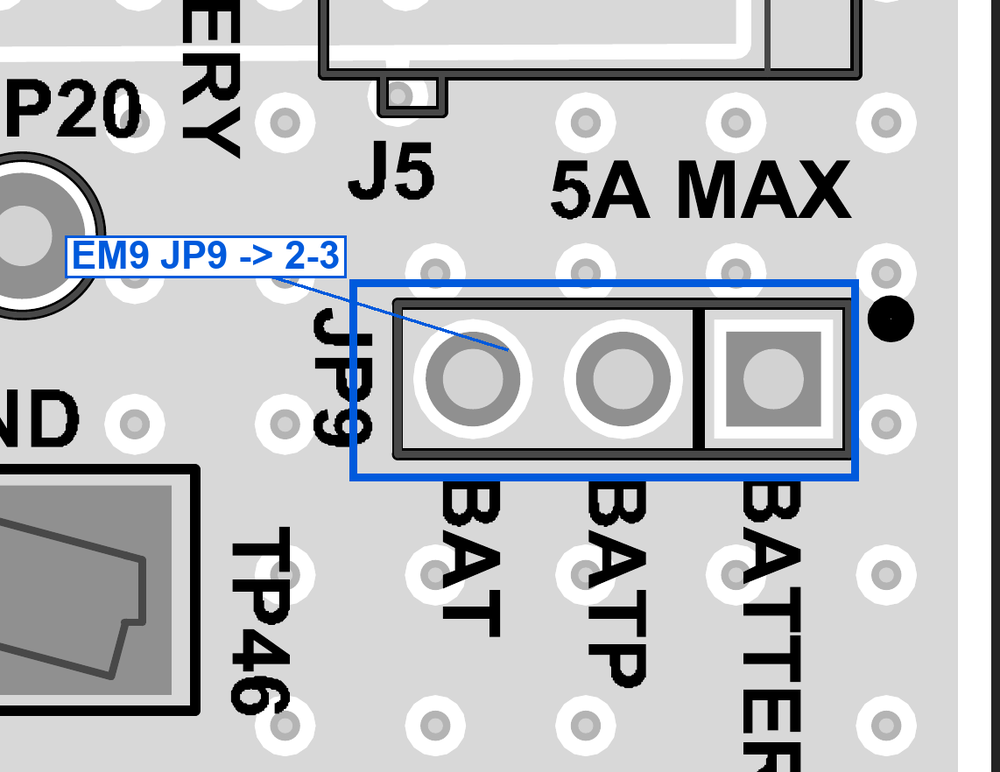 ERY
P20
J5
5A MAX
EM9 JP9 -> 2-3
JP9
ND
BAT
BATP
BATTER
TP46